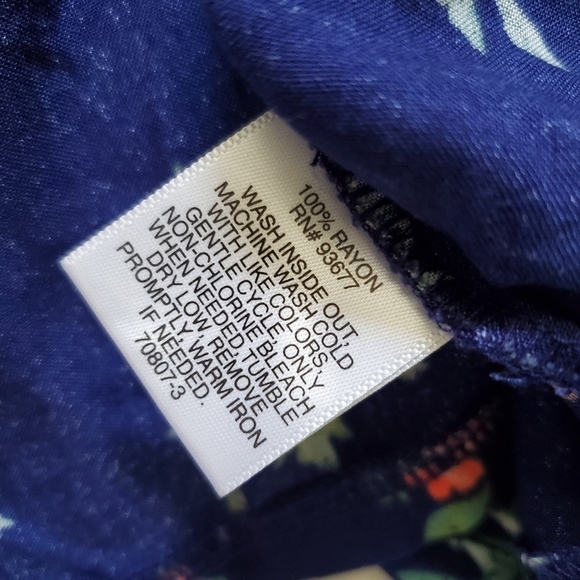 100% RAYON
RN# 93677
WASH INSIDE OUT,
MACHINE WASH COLD
WITH LIKE COLORS,
GENTLE CYCLE, ONLY
NON-CHLORINE BLEACH
WHEN NEEDED, TUMBLE
DRY LOW, REMOVE
PROMPTLY, WARM IRON
IF NEEDED.
70807-3